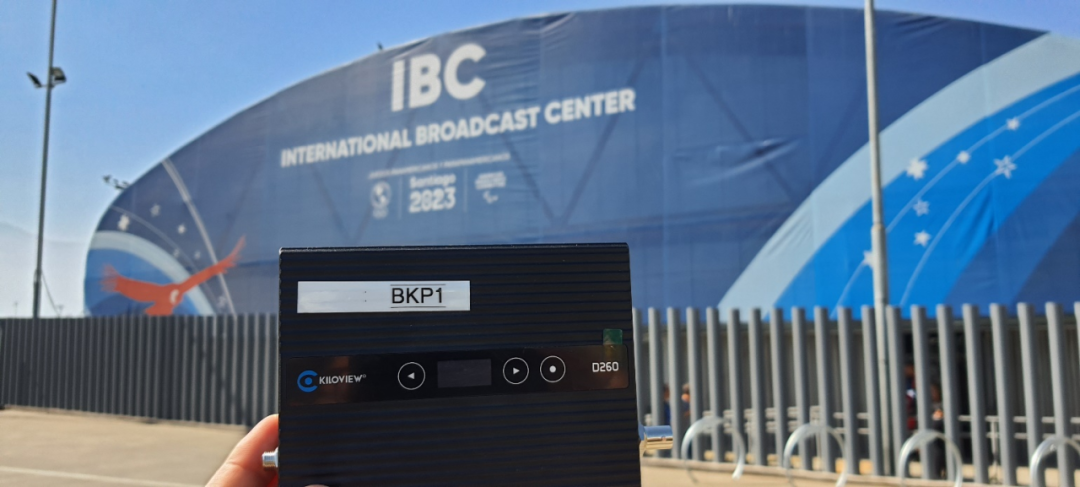 IBC
INTERNATIONAL BROADCAST CENTER
Santiago
2023
BKP1
KILOVIEW®
D260